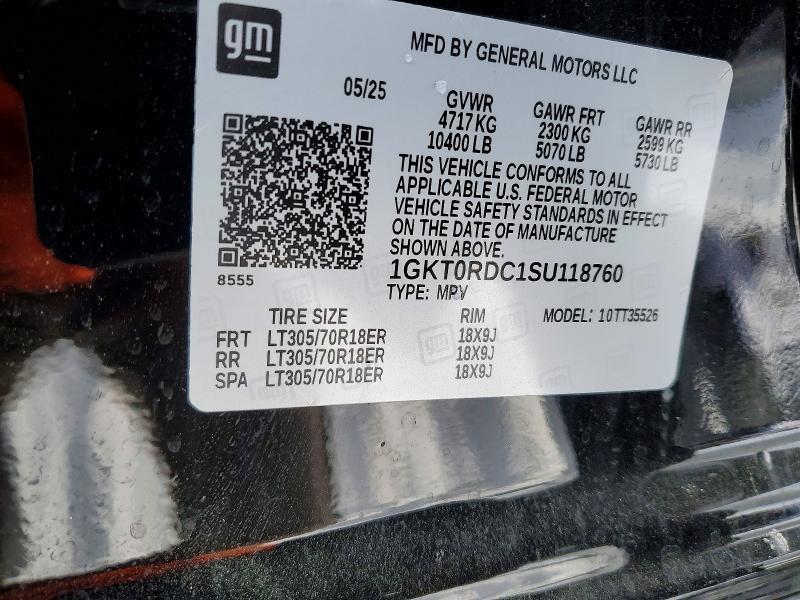 gm
MFD BY GENERAL MOTORS LLC
05/25
GVWR GAWR FRT GAWR RR
4717 KG 2300 KG 2599 KG
10400 LB 5070 LB 5730 LB
THIS VEHICLE CONFORMS TO ALL
APPLICABLE U.S. FEDERAL MOTOR
VEHICLE SAFETY STANDARDS IN EFFECT
ON THE DATE OF MANUFACTURE
SHOWN ABOVE.
8555
1GKT0RDC1SU118760
TYPE: MPV
TIRE SIZE RIM MODEL: 10TT35526
FRT LT305/70R18ER 18X9J
RR LT305/70R18ER 18X9J
SPA LT305/70R18ER 18X9J